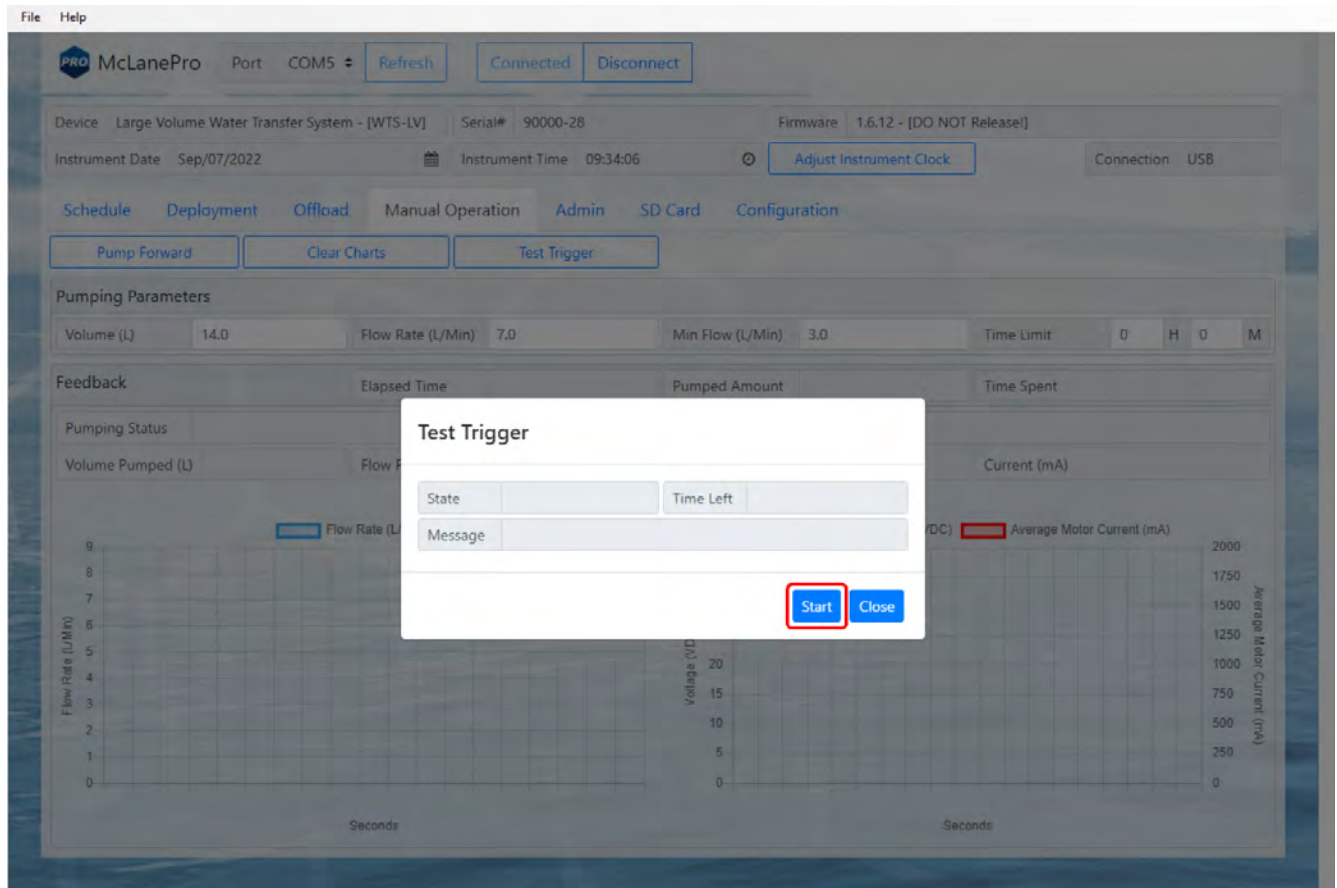 File Help
PRO McLanePro Port COM5 Refresh Connected Disconnect
Device Large Volume Water Transfer System - [WTS-LV] Serial# 90000-28 Firmware 1.6.12 - [DO NOT Release!]
Instrument Date Sep/07/2022 Instrument Time 09:34:06 Adjust Instrument Clock Connection USB
Schedule Deployment Offload Manual Operation Admin SD Card Configuration
Pump Forward Clear Charts Test Trigger
Pumping Parameters
Volume (L) 14.0 Flow Rate (L/Min) 7.0 Min Flow (L/Min) 3.0 Time Limit 0 H 0 M
Feedback Elapsed Time Pumped Amount Time Spent
Pumping Status
Volume Pumped (L) Flow Current (mA)
Test Trigger
State Time Left
Message
Start Close
Flow Rate (L/ DC) Average Motor Current (mA)
9
8
7
6
5
4
3
2
1
0
Flow Rate (L/Min)
Seconds
20
15
10
5
0
Voltage (VD
2000
1750
1500
1250
1000
750
500
250
0
Average Motor Current (mA)
Seconds